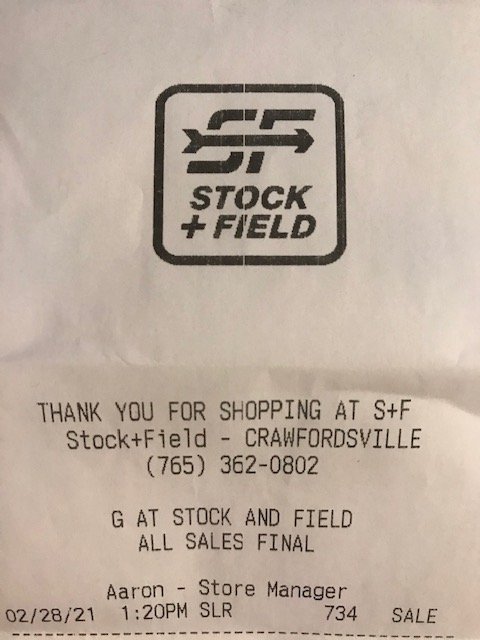 SF
STOCK
+ FIELD
THANK YOU FOR SHOPPING AT S+F
Stock+Field - CRAWFORDSVILLE
(765) 362-0802
G AT STOCK AND FIELD
ALL SALES FINAL
Aaron - Store Manager
02/28/21 1:20PM SLR 734 SALE